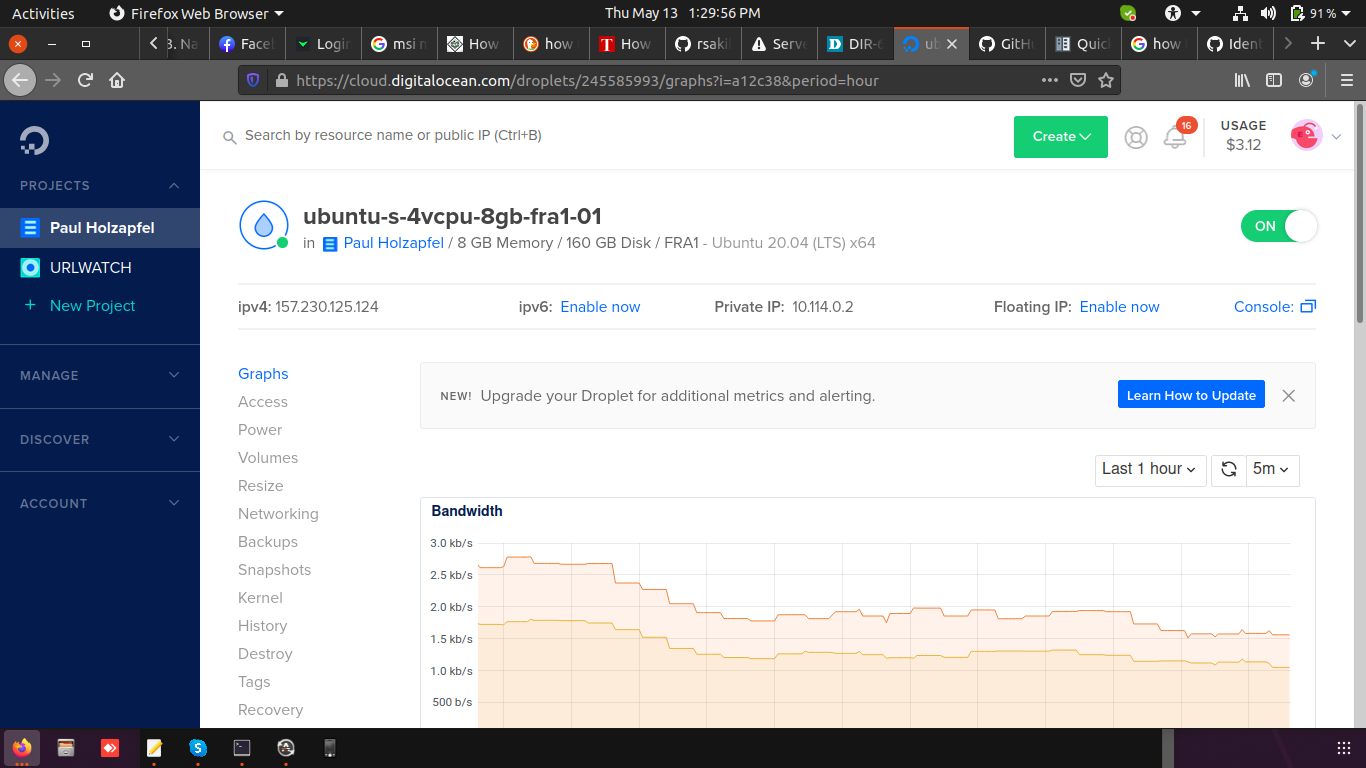 Activities Firefox Web Browser Thu May 13 1:29:56 PM 91 %
3. Na Facel Login msi n How how How rsaki Serve DIR-6 ub GitHu Quic how Ident
https://cloud.digitalocean.com/droplets/245585993/graphs?i=a12c38&period=hour
Search by resource name or public IP (Ctrl+B)
Create
16
USAGE
$3.12
PROJECTS
Paul Holzapfel
URLWATCH
+ New Project
MANAGE
DISCOVER
ACCOUNT
ubuntu-s-4vcpu-8gb-fra1-01
in Paul Holzapfel / 8 GB Memory / 160 GB Disk / FRA1 - Ubuntu 20.04 (LTS) x64
ON
ipv4: 157.230.125.124 ipv6: Enable now Private IP: 10.114.0.2 Floating IP: Enable now Console:
Graphs
Access
Power
Volumes
Resize
Networking
Backups
Snapshots
Kernel
History
Destroy
Tags
Recovery
NEW! Upgrade your Droplet for additional metrics and alerting. Learn How to Update
Last 1 hour 5m
Bandwidth
3.0 kb/s
2.5 kb/s
2.0 kb/s
1.5 kb/s
1.0 kb/s
500 b/s